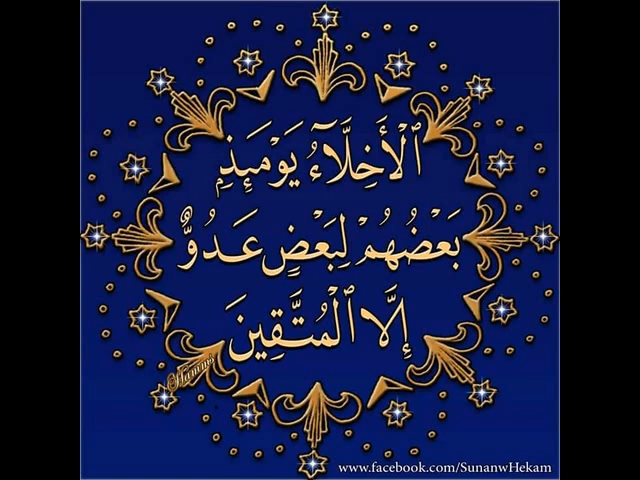 ٱلْأَخِلَّآءُ يَوْمَئِذٍۭ
بَعْضُهُمْ لِبَعْضٍ عَدُوٌّ
إِلَّا ٱلْمُتَّقِينَ
www.facebook.com/SunanwHekam